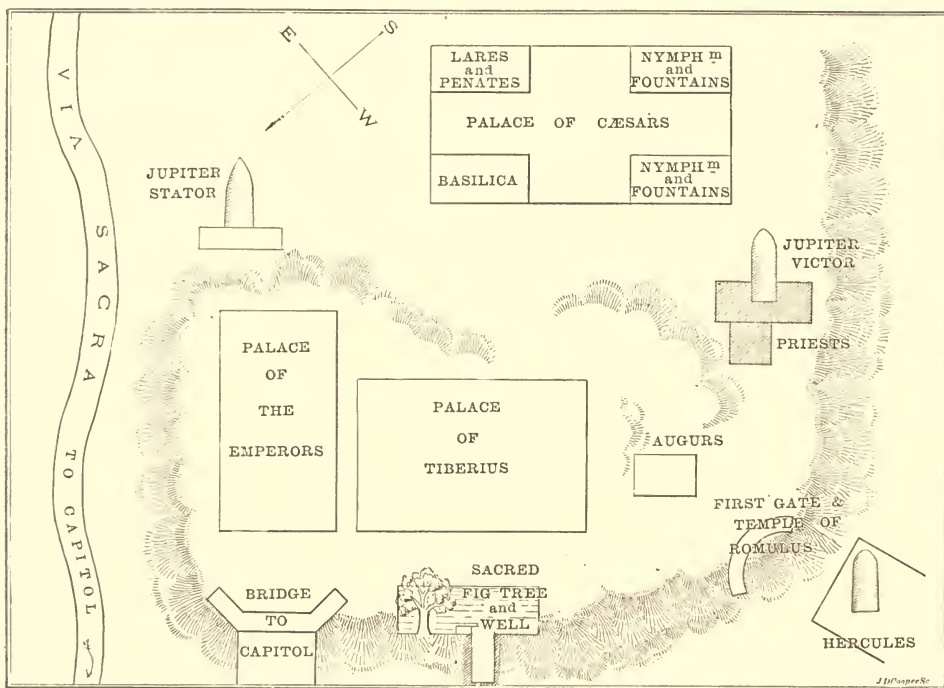 VIA SACRA TO CAPITOL
E
S
W
LARES
and
PENATES
NYMPHm
and
FOUNTAINS
PALACE OF CÆSARS
BASILICA
NYMPHm
and
FOUNTAINS
JUPITER
STATOR
JUPITER
VICTOR
PRIESTS
PALACE
OF
THE
EMPERORS
PALACE
OF
TIBERIUS
AUGURS
FIRST GATE &
TEMPLE OF
ROMULUS
SACRED
FIG TREE
and
WELL
BRIDGE
TO
CAPITOL
HERCULES
J D Cooper Sc.